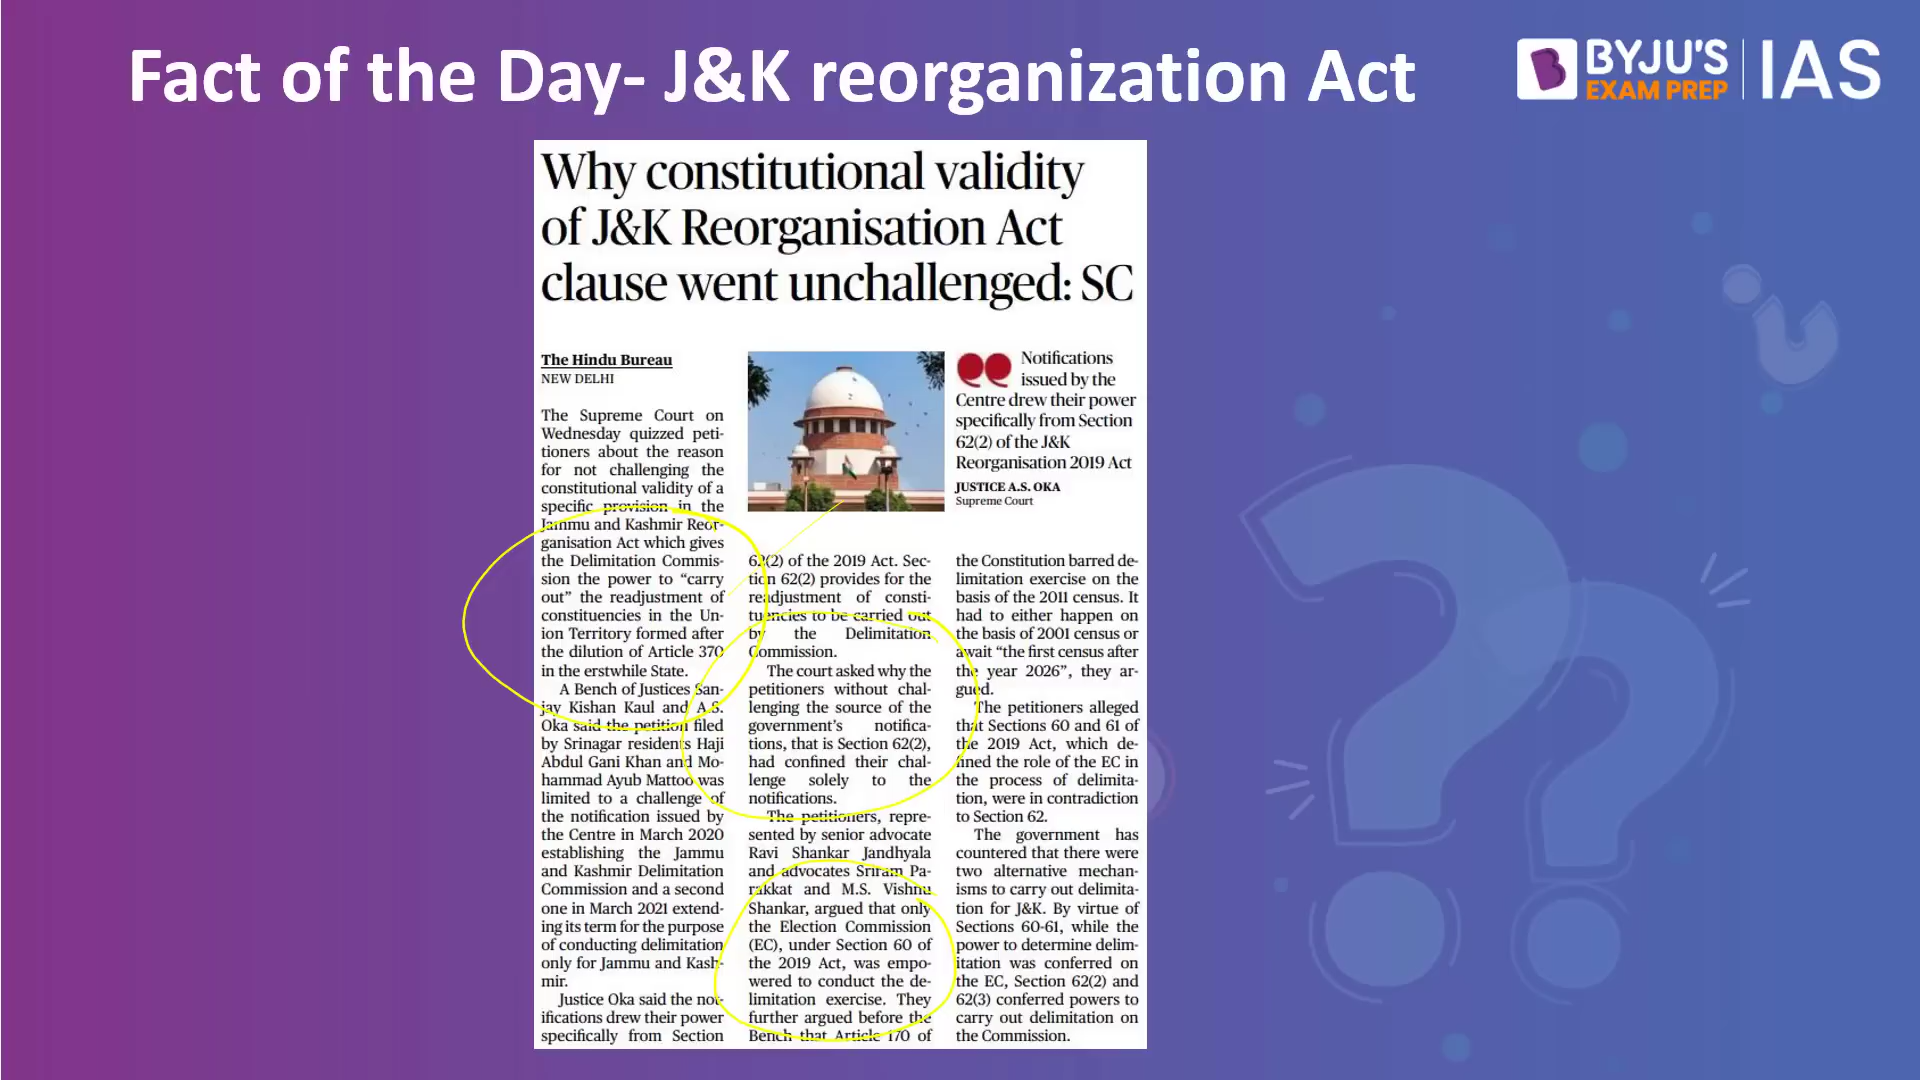 Fact of the Day- J&K reorganization Act
BYJU'S
EXAM PREP
IAS
Why constitutional validity
of J&K Reorganisation Act
clause went unchallenged: SC
The Hindu Bureau
NEW DELHI
The Supreme Court on
Wednesday quizzed peti-
tioners about the reason
for not challenging the
constitutional validity of a
specific provision in the
Jammu and Kashmir Reor-
ganisation Act which gives
the Delimitation Commis-
sion the power to “carry
out” the readjustment of
constituencies in the Un-
ion Territory formed after
the dilution of Article 370
in the erstwhile State.
A Bench of Justices San-
jay Kishan Kaul and A.S.
Oka said the petition filed
by Srinagar residents Haji
Abdul Gani Khan and Mo-
hammad Ayub Mattoo was
limited to a challenge of
the notification issued by
the Centre in March 2020
establishing the Jammu
and Kashmir Delimitation
Commission and a second
one in March 2021 extend-
ing its term for the purpose
of conducting delimitation
only for Jammu and Kash-
mir.
Justice Oka said the not-
ifications drew their power
specifically from Section
Notifications
issued by the
Centre drew their power
specifically from Section
62(2) of the J&K
Reorganisation 2019 Act
JUSTICE A.S. OKA
Supreme Court
62(2) of the 2019 Act. Sec-
tion 62(2) provides for the
readjustment of consti-
tuencies to be carried out
by the Delimitation
Commission.
The court asked why the
petitioners without chal-
lenging the source of the
government’s notifica-
tions, that is Section 62(2),
had confined their chal-
lenge solely to the
notifications.
The petitioners, repre-
sented by senior advocate
Ravi Shankar Jandhyala
and advocates Sriram Pa-
rakkat and M.S. Vishnu
Shankar, argued that only
the Election Commission
(EC), under Section 60 of
the 2019 Act, was empo-
wered to conduct the de-
limitation exercise. They
further argued before the
Bench that Article 170 of
the Constitution barred de-
limitation exercise on the
basis of the 2011 census. It
had to either happen on
the basis of 2001 census or
await “the first census after
the year 2026”, they ar-
gued.
The petitioners alleged
that Sections 60 and 61 of
the 2019 Act, which de-
fined the role of the EC in
the process of delimita-
tion, were in contradiction
to Section 62.
The government has
countered that there were
two alternative mechan-
isms to carry out delimita-
tion for J&K. By virtue of
Sections 60-61, while the
power to determine delim-
itation was conferred on
the EC, Section 62(2) and
62(3) conferred powers to
carry out delimitation on
the Commission.